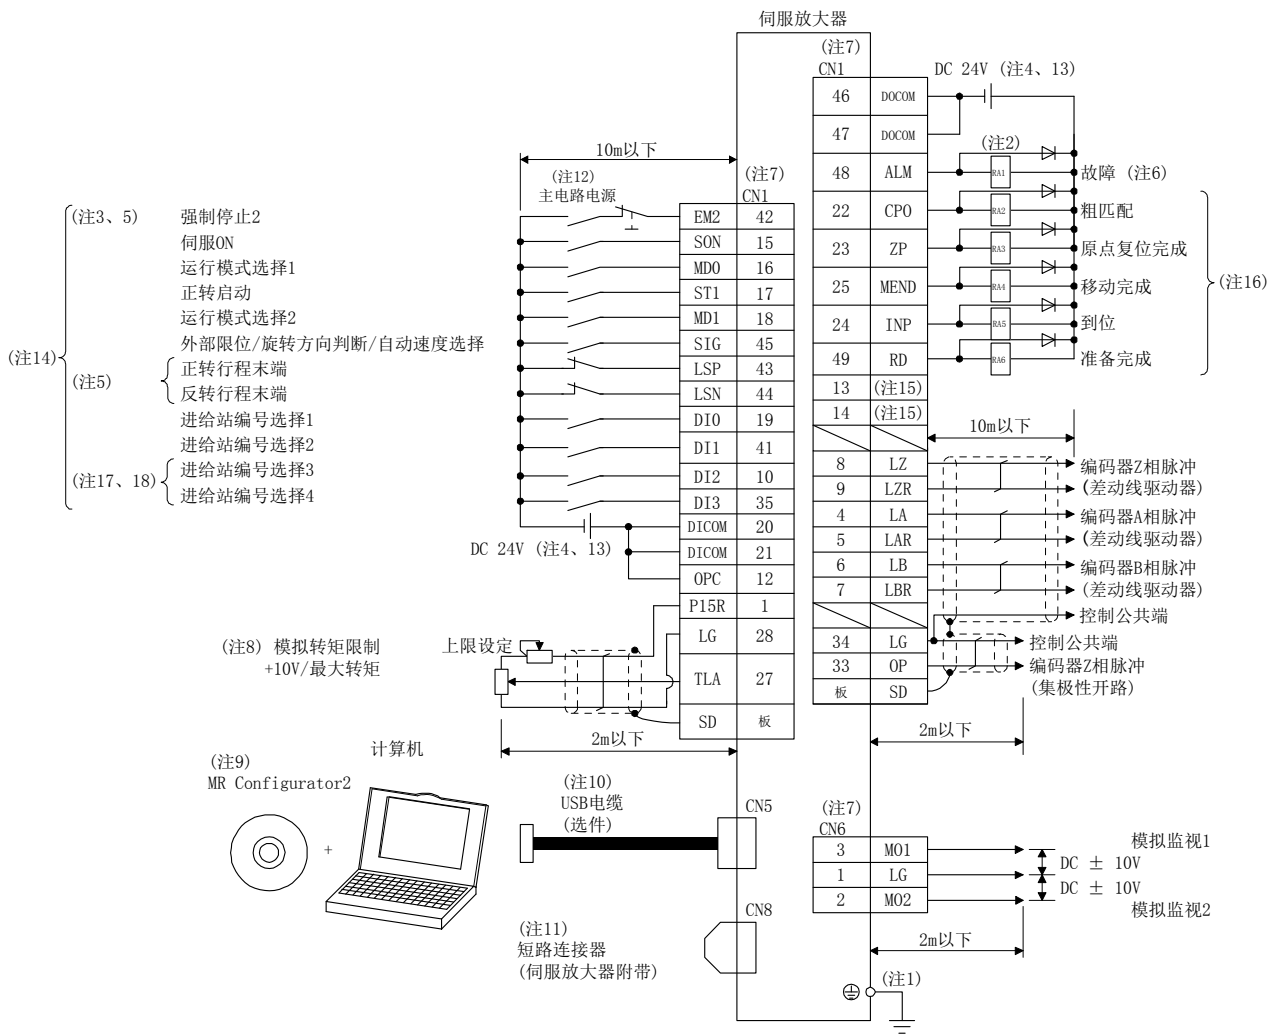 伺服放大器
(注7)
CN1
DC 24V (注4、13)
46 DOCOM
47 DOCOM
(注2)
48 ALM RA1 故障 (注6)
22 CPO RA2 粗匹配
23 ZP RA3 原点复位完成
25 MEND RA4 移动完成
24 INP RA5 到位
49 RD RA6 准备完成
(注16)
13 (注15)
14 (注15)
10m以下
8 LZ 编码器Z相脉冲
9 LZR (差动线驱动器)
4 LA 编码器A相脉冲
5 LAR (差动线驱动器)
6 LB 编码器B相脉冲
7 LBR (差动线驱动器)
控制公共端
34 LG 控制公共端
33 OP 编码器Z相脉冲
(集极性开路)
板 SD
2m以下
10m以下
(注12)
主电路电源
(注7)
CN1
(注14)
(注3、5) 强制停止2 EM2 42
伺服ON SON 15
运行模式选择1 MD0 16
正转启动 ST1 17
运行模式选择2 MD1 18
外部限位/旋转方向判断/自动速度选择 SIG 45
(注5)
正转行程末端 LSP 43
反转行程末端 LSN 44
进给站编号选择1 DI0 19
进给站编号选择2 DI1 41
(注17、18)
进给站编号选择3 DI2 10
进给站编号选择4 DI3 35
DICOM 20
DC 24V (注4、13)
DICOM 21
OPC 12
P15R 1
(注8) 模拟转矩限制
+10V/最大转矩
上限设定
LG 28
TLA 27
SD 板
2m以下
(注9)
MR Configurator2
+
计算机
(注10)
USB电缆
(选件)
CN5
(注11)
短路连接器
(伺服放大器附带)
CN8
(注7)
CN6
3 MO1 模拟监视1
DC ± 10V
1 LG
DC ± 10V
2 MO2 模拟监视2
2m以下
(注1)